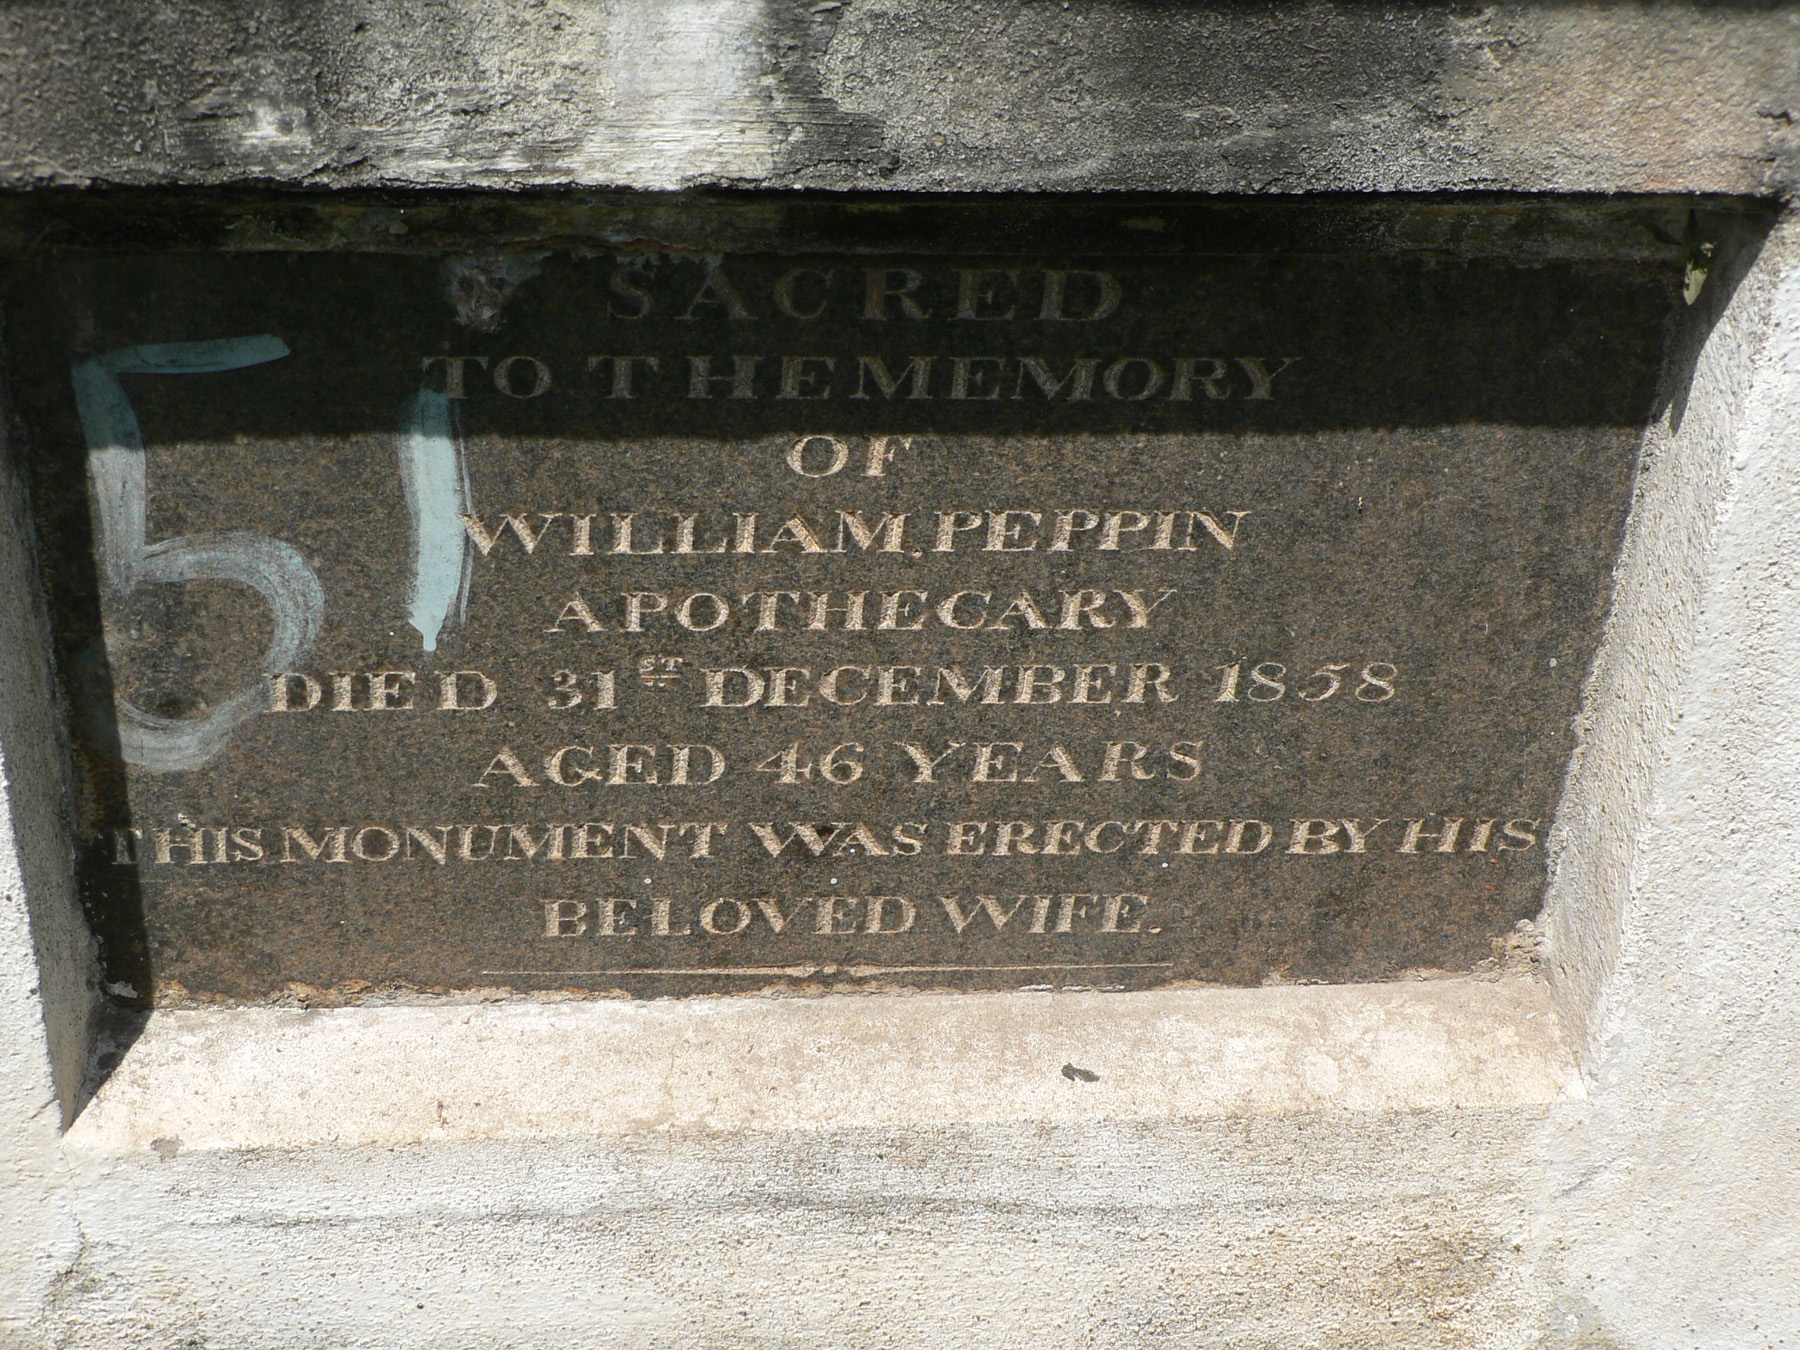 SACRED
TO THE MEMORY
OF
WILLIAM PEPPIN
APOTHECARY
DIED 31ST DECEMBER 1858
AGED 46 YEARS
THIS MONUMENT WAS ERECTED BY HIS
BELOVED WIFE.
51